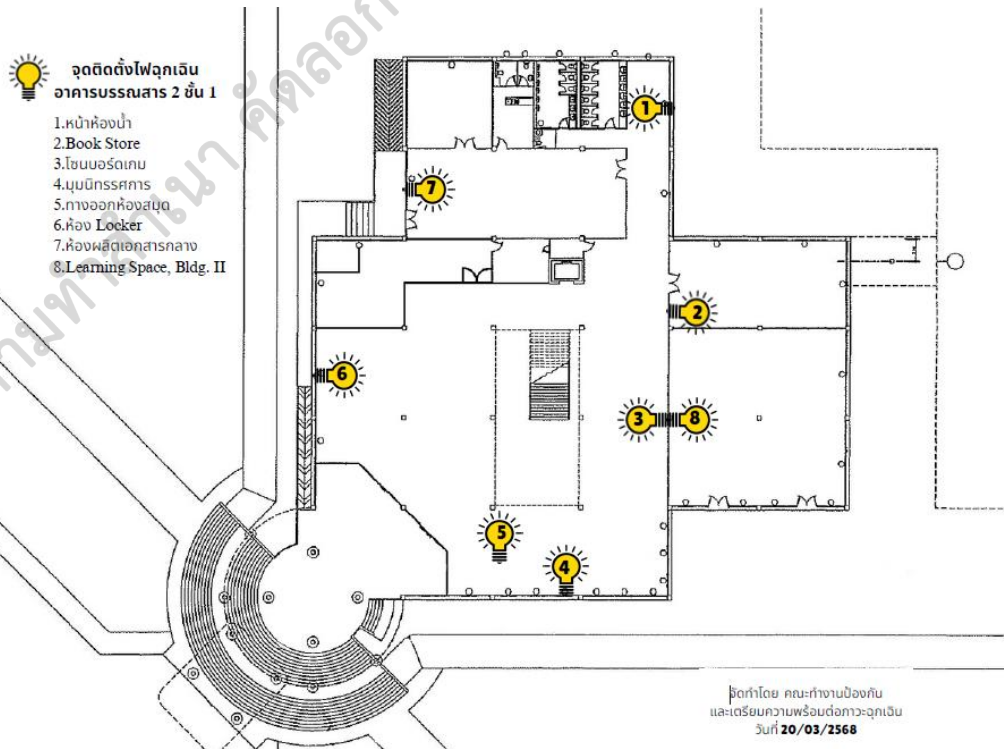 จุดติดตั้งไฟฉุกเฉิน
อาคารบรรณสาร 2 ชั้น 1
1.หน้าห้องน้ำ
2.Book Store
3.โซนบอร์ดเกม
4.มุมนิทรรศการ
5.ทางออกห้องสมุด
6.ห้อง Locker
7.ห้องผลิตเอกสารกลาง
8.Learning Space, Bldg. II
1
7
2
6
3
8
5
4
จัดทำโดย คณะทำงานป้องกัน
และเตรียมความพร้อมต่อภาวะฉุกเฉิน
วันที่ 20/03/2568